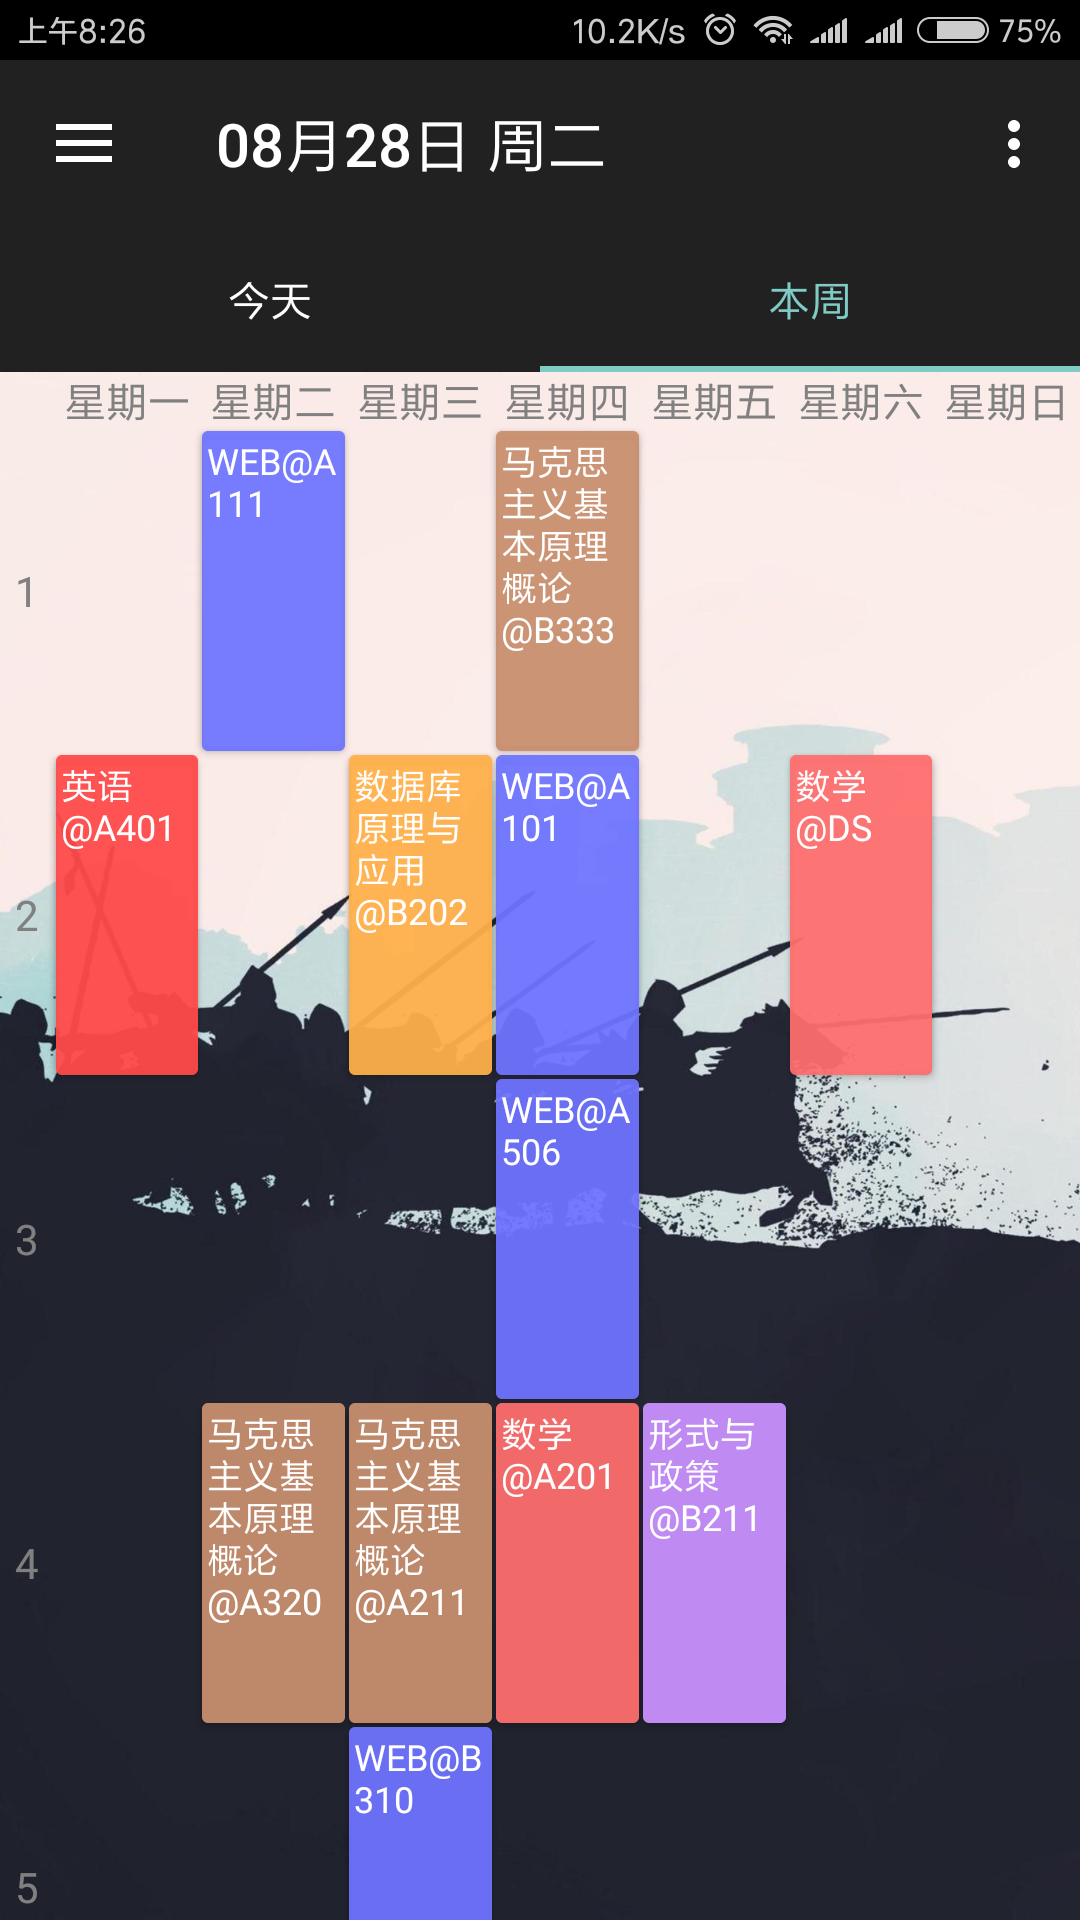 上午8:26 10.2K/s 75%
08月28日 周二
今天 本周
星期一 星期二 星期三 星期四 星期五 星期六 星期日
1
WEB@A
111
马克思
主义基
本原理
概论
@B333
2
英语
@A401
数据库
原理与
应用
@B202
WEB@A
101
数学
@DS
3
WEB@A
506
4
马克思
主义基
本原理
概论
@A320
马克思
主义基
本原理
概论
@A211
数学
@A201
形式与
政策
@B211
5
WEB@B
310